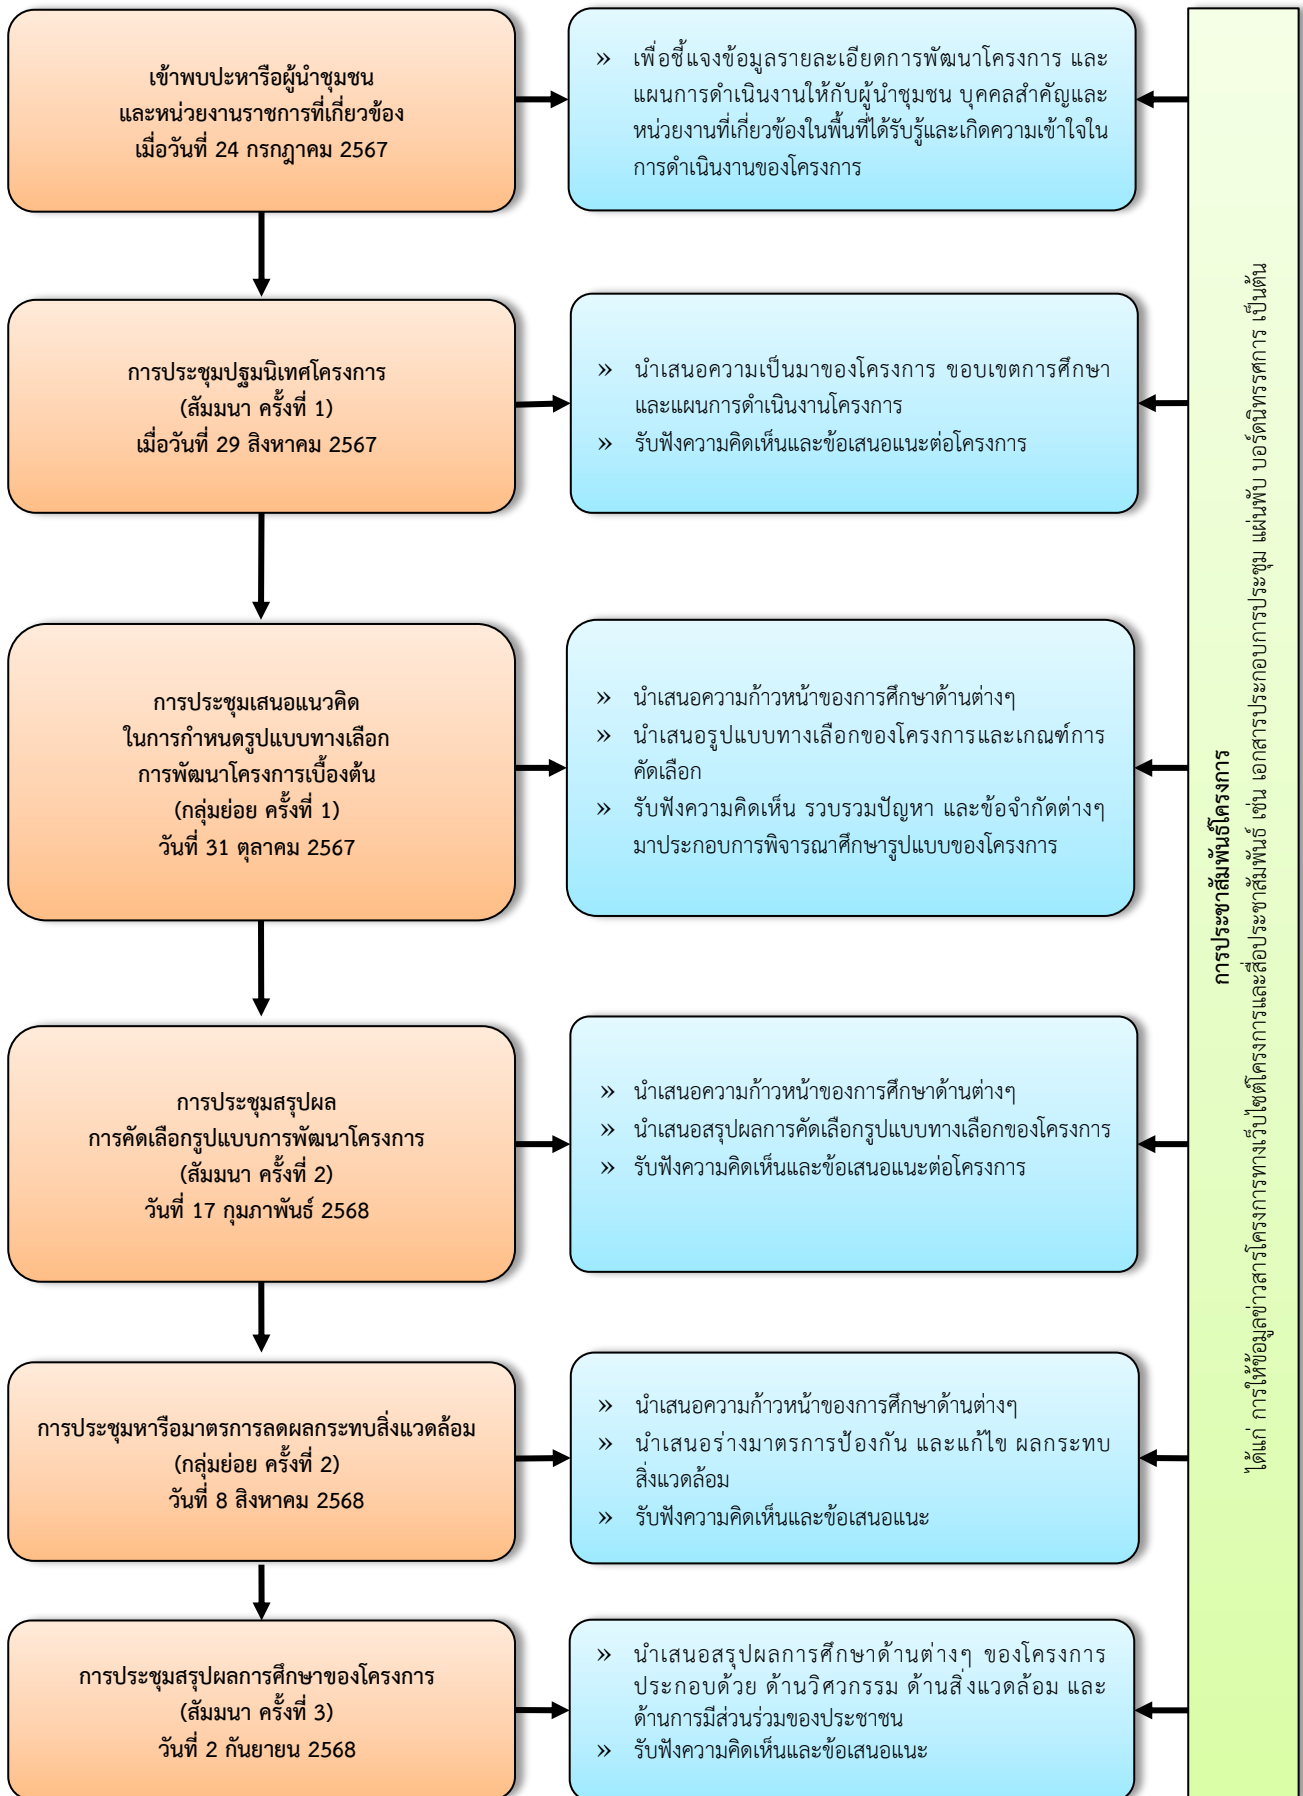 เข้าพบปะหารือผู้นำชุมชน
และหน่วยงานราชการที่เกี่ยวข้อง
เมื่อวันที่ 24 กรกฎาคม 2567
» เพื่อชี้แจงข้อมูลรายละเอียดการพัฒนาโครงการ และ
แผนการดำเนินงานให้กับผู้นำชุมชน บุคคลสำคัญและ
หน่วยงานที่เกี่ยวข้องในพื้นที่ได้รับรู้และเกิดความเข้าใจใน
การดำเนินงานของโครงการ
การประชุมปฐมนิเทศโครงการ
(สัมมนา ครั้งที่ 1)
เมื่อวันที่ 29 สิงหาคม 2567
» นำเสนอความเป็นมาของโครงการ ขอบเขตการศึกษา
และแผนการดำเนินงานโครงการ
» รับฟังความคิดเห็นและข้อเสนอแนะต่อโครงการ
การประชุมเสนอแนวคิด
ในการกำหนดรูปแบบทางเลือก
การพัฒนาโครงการเบื้องต้น
(กลุ่มย่อย ครั้งที่ 1)
วันที่ 31 ตุลาคม 2567
» นำเสนอความก้าวหน้าของการศึกษาด้านต่างๆ
» นำเสนอรูปแบบทางเลือกของโครงการและเกณฑ์การ
คัดเลือก
» รับฟังความคิดเห็น รวบรวมปัญหา และข้อจำกัดต่างๆ
มาประกอบการพิจารณาศึกษารูปแบบของโครงการ
การประชุมสรุปผล
การคัดเลือกรูปแบบการพัฒนาโครงการ
(สัมมนา ครั้งที่ 2)
วันที่ 17 กุมภาพันธ์ 2568
» นำเสนอความก้าวหน้าของการศึกษาด้านต่างๆ
» นำเสนอสรุปผลการคัดเลือกรูปแบบทางเลือกของโครงการ
» รับฟังความคิดเห็นและข้อเสนอแนะต่อโครงการ
การประชุมหารือมาตรการลดผลกระทบสิ่งแวดล้อม
(กลุ่มย่อย ครั้งที่ 2)
วันที่ 8 สิงหาคม 2568
» นำเสนอความก้าวหน้าของการศึกษาด้านต่างๆ
» นำเสนอร่างมาตรการป้องกัน และแก้ไข ผลกระทบ
สิ่งแวดล้อม
» รับฟังความคิดเห็นและข้อเสนอแนะ
การประชุมสรุปผลการศึกษาของโครงการ
(สัมมนา ครั้งที่ 3)
วันที่ 2 กันยายน 2568
» นำเสนอสรุปผลการศึกษาด้านต่างๆ ของโครงการ
ประกอบด้วย ด้านวิศวกรรม ด้านสิ่งแวดล้อม และ
ด้านการมีส่วนร่วมของประชาชน
» รับฟังความคิดเห็นและข้อเสนอแนะ
การประชาสัมพันธ์โครงการ
ได้แก่ การให้ข้อมูลข่าวสารโครงการทางเว็บไซต์โครงการและสื่อประชาสัมพันธ์ เช่น เอกสารประกอบการประชุม แผ่นพับ บอร์ดนิทรรศการ เป็นต้น